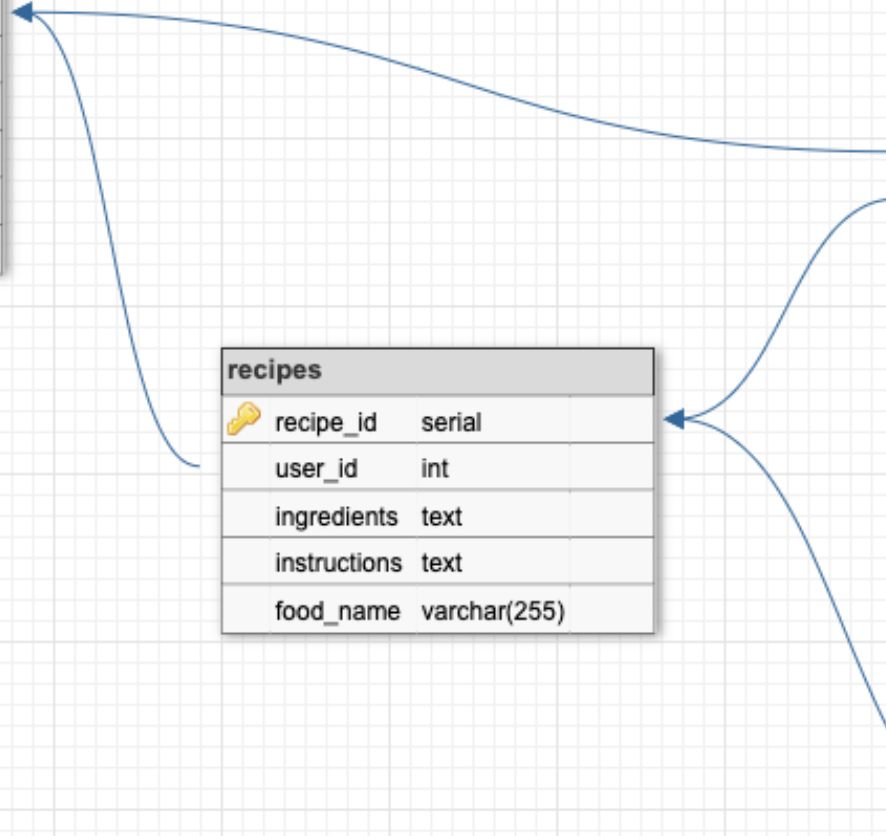 recipes
recipe_id serial
user_id int
ingredients text
instructions text
food_name varchar(255)